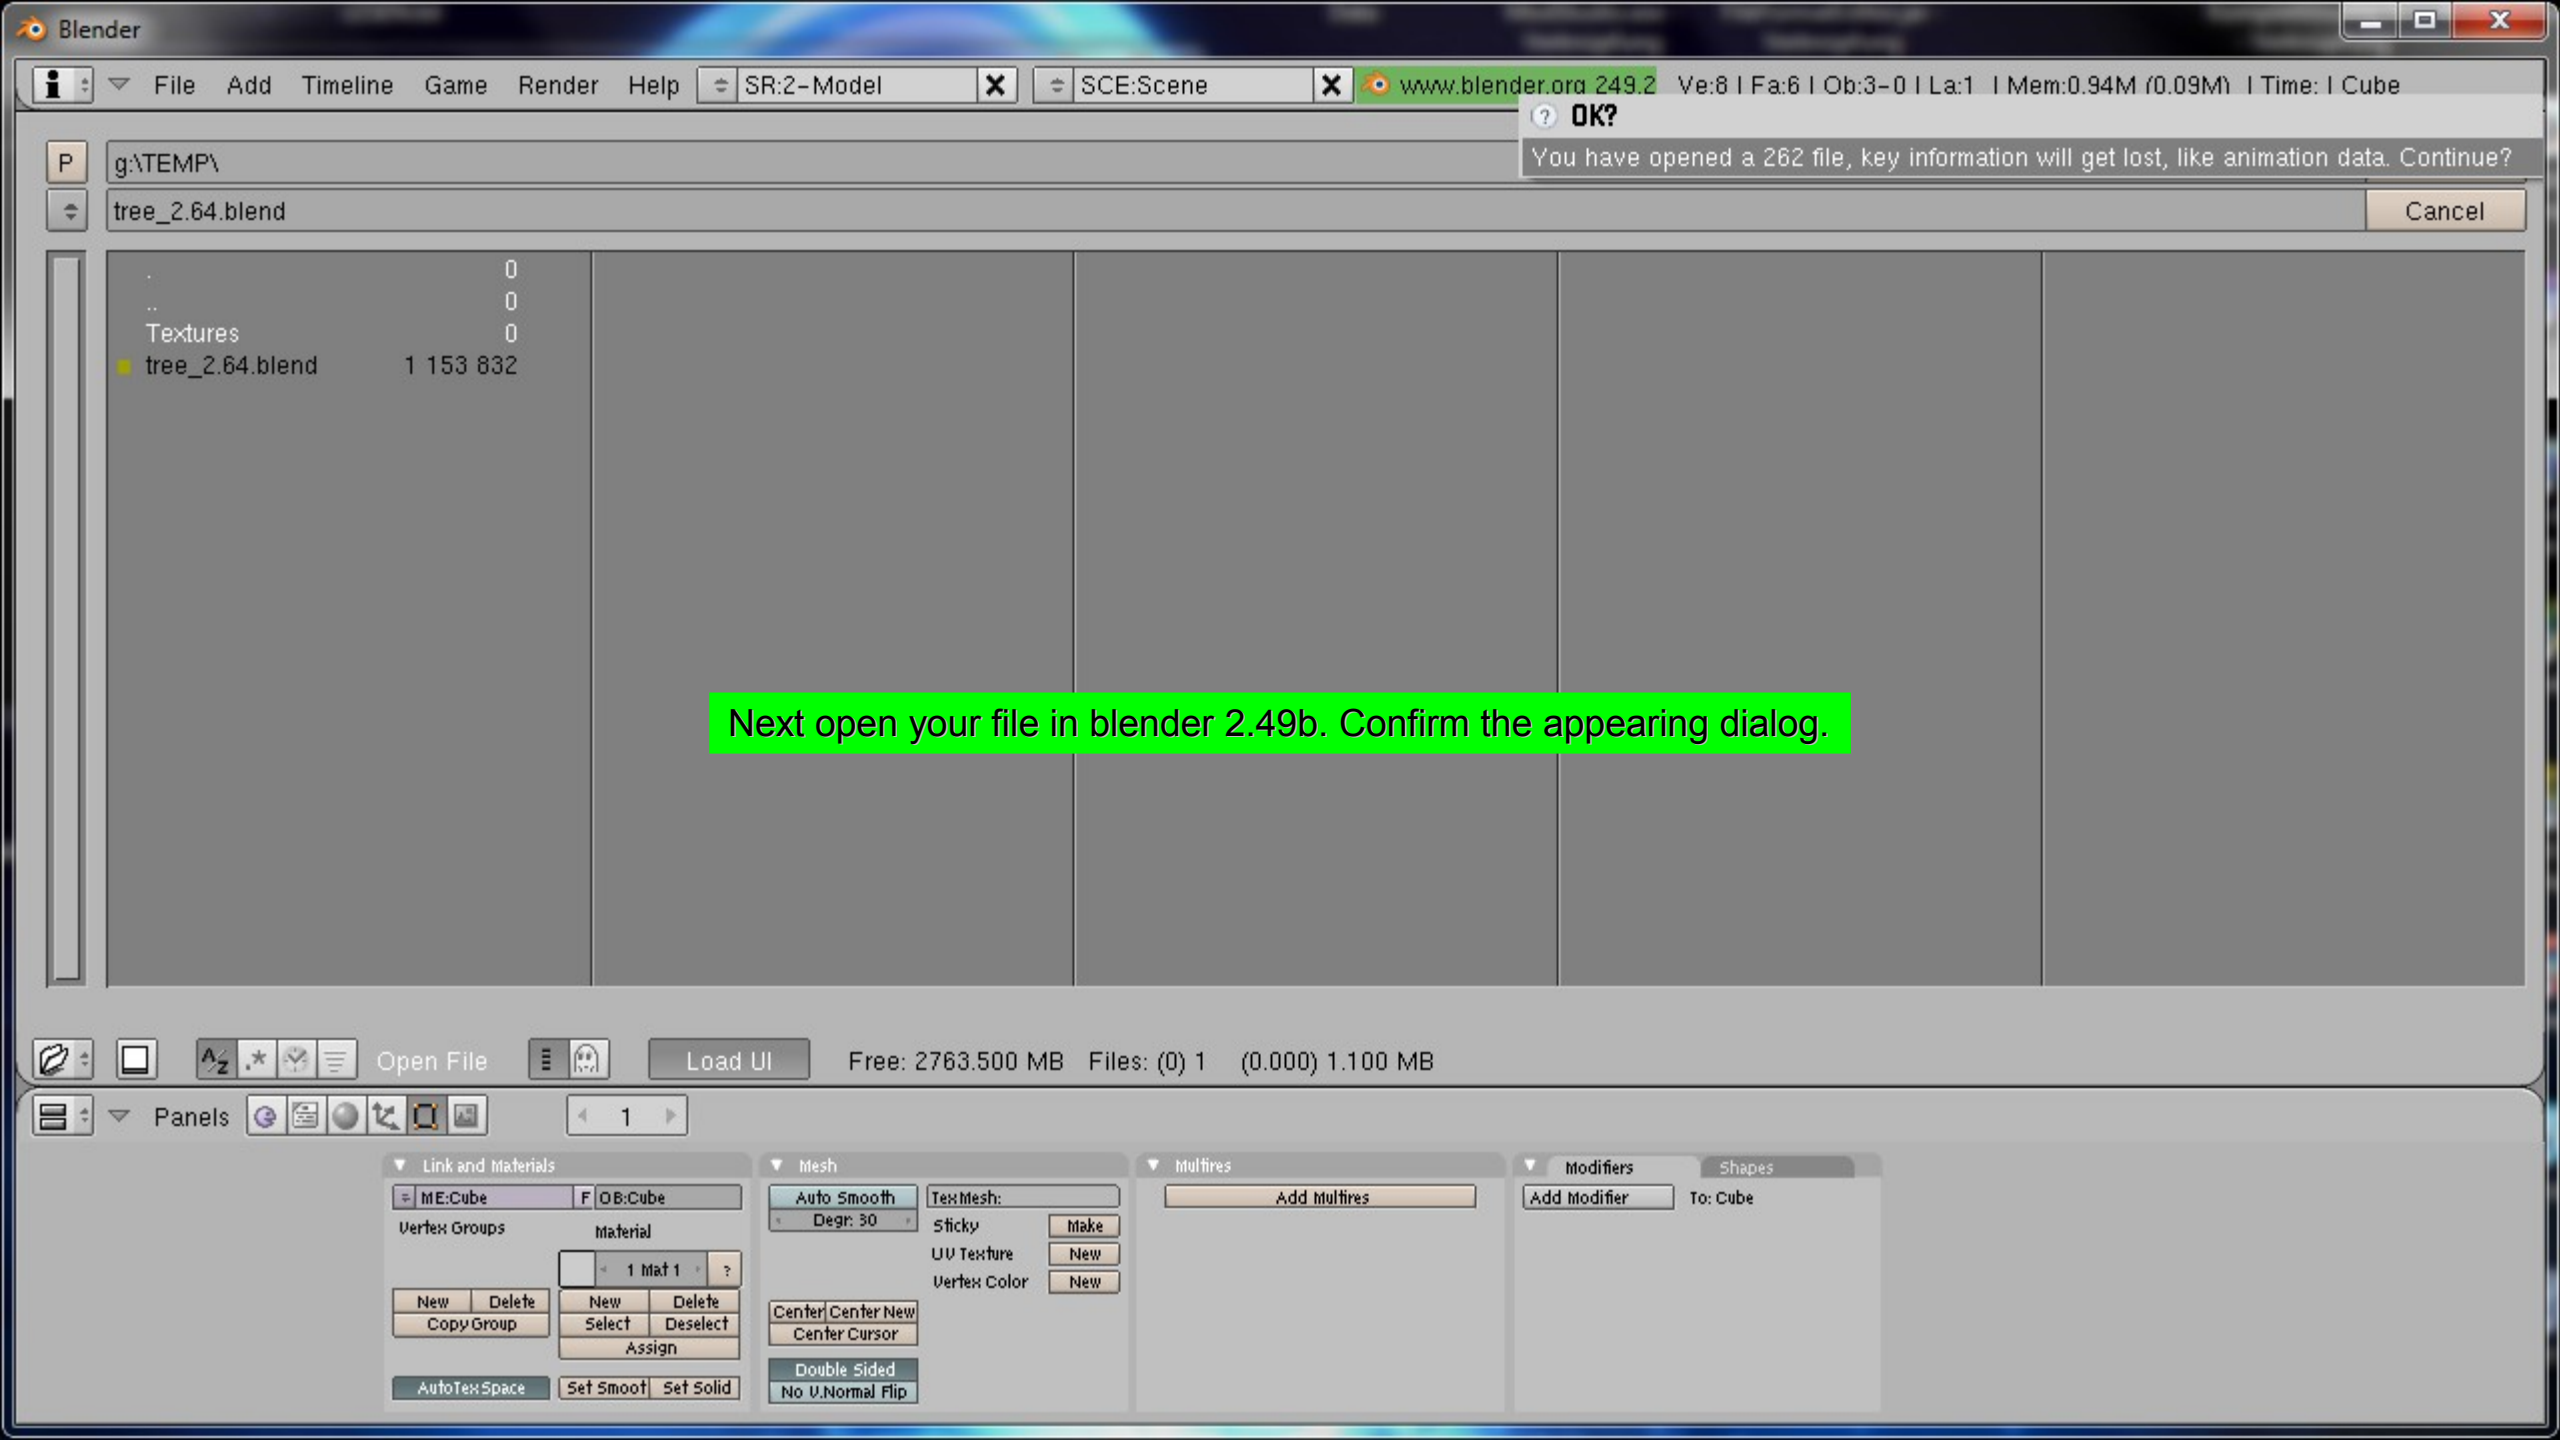 Blender
File Add Timeline Game Render Help SR:2-Model SCE:Scene www.blender.org 249.2 Ve:8 | Fa:6 | Ob:3-0 | La:1 | Mem:0.94M (0.09M) | Time: | Cube
OK?
You have opened a 262 file, key information will get lost, like animation data. Continue?
P g:\TEMP\
tree_2.64.blend Cancel
. 0
.. 0
Textures 0
tree_2.64.blend 1 153 832
Next open your file in blender 2.49b. Confirm the appearing dialog.
Open File Load UI Free: 2763.500 MB Files: (0) 1 (0.000) 1.100 MB
Panels 1
Link and Materials Mesh Multires Modifiers Shapes
ME:Cube F OB:Cube Auto Smooth TexMesh: Add Multires Add Modifier To: Cube
Degr: 30
Vertex Groups Material Sticky Make
UV Texture New
1 Mat 1 ? Vertex Color New
New Delete New Delete
Center Center New
Copy Group Select Deselect
Center Cursor
Assign
Double Sided
AutoTexSpace Set Smoot Set Solid
No V.Normal Flip